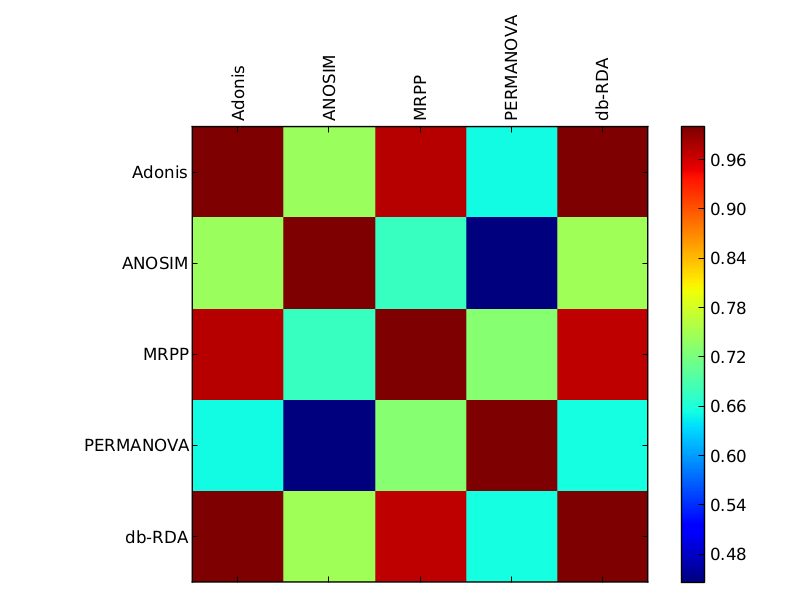 Adonis
ANOSIM
MRPP
PERMANOVA
db-RDA
Adonis
ANOSIM
MRPP
PERMANOVA
db-RDA
0.96
0.90
0.84
0.78
0.72
0.66
0.60
0.54
0.48